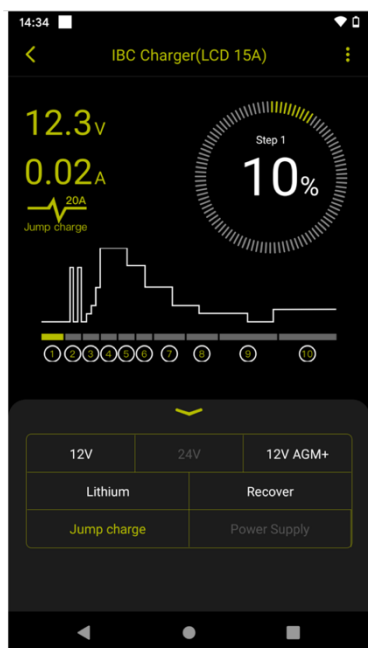 14:34
IBC Charger(LCD 15A)
12.3V
0.02A
20A
Jump charge
Step 1
10%
1 2 3 4 5 6 7 8 9 10
12V 24V 12V AGM+
Lithium Recover
Jump charge Power Supply